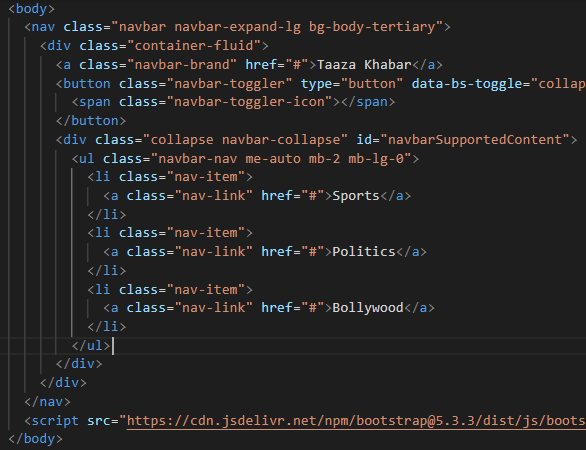 <body>
<nav class="navbar navbar-expand-lg bg-body-tertiary">
<div class="container-fluid">
<a class="navbar-brand" href="#">Taaza Khabar</a>
<button class="navbar-toggler" type="button" data-bs-toggle="collap
<span class="navbar-toggler-icon"></span>
</button>
<div class="collapse navbar-collapse" id="navbarSupportedContent">
<ul class="navbar-nav me-auto mb-2 mb-lg-0">
<li class="nav-item">
<a class="nav-link" href="#">Sports</a>
</li>
<li class="nav-item">
<a class="nav-link" href="#">Politics</a>
</li>
<li class="nav-item">
<a class="nav-link" href="#">Bollywood</a>
</li>
</ul>
</div>
</div>
</nav>
<script src="https://cdn.jsdelivr.net/npm/bootstrap@5.3.3/dist/js/boots
</body>